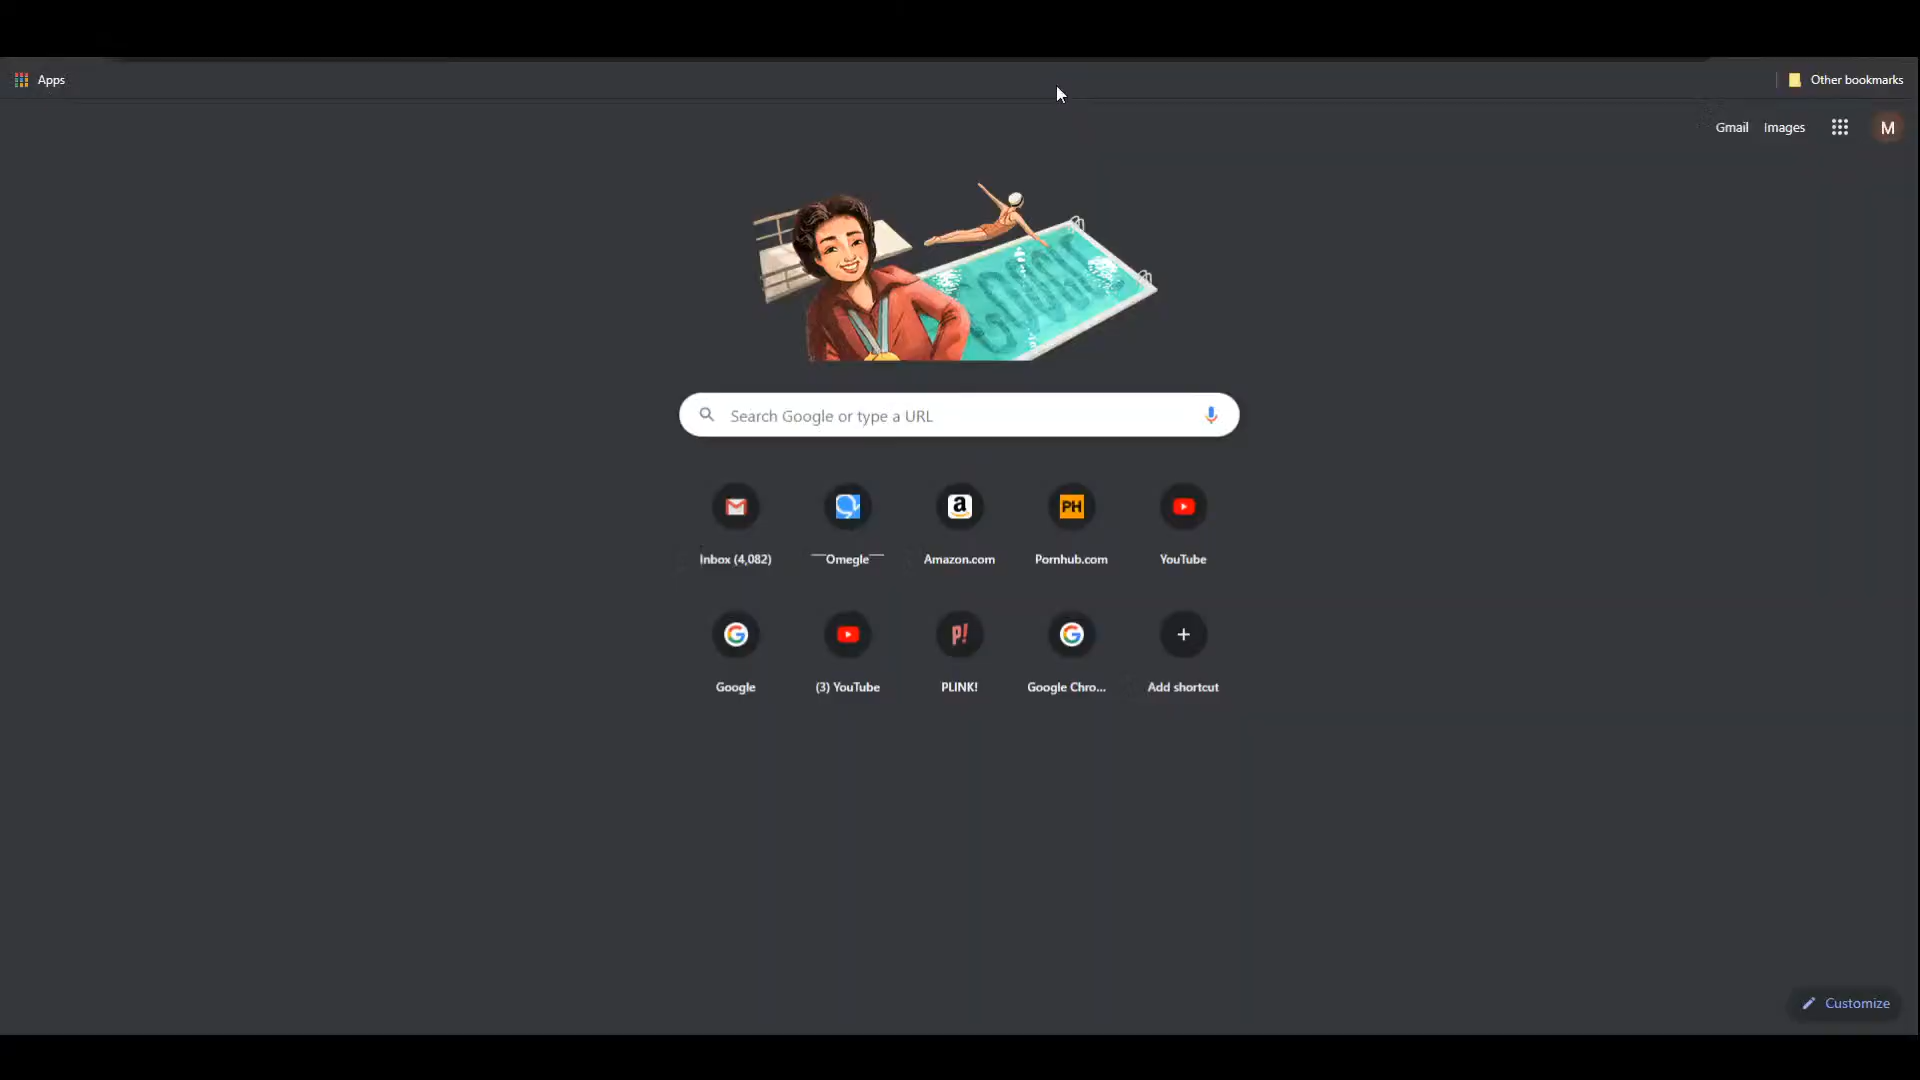 Apps
Other bookmarks
Gmail Images
M
GOOGLE
Search Google or type a URL
a PH
Inbox (4,082) Omegle Amazon.com Pornhub.com YouTube
G p! G +
Google (3) YouTube PLINK! Google Chro... Add shortcut
Customize